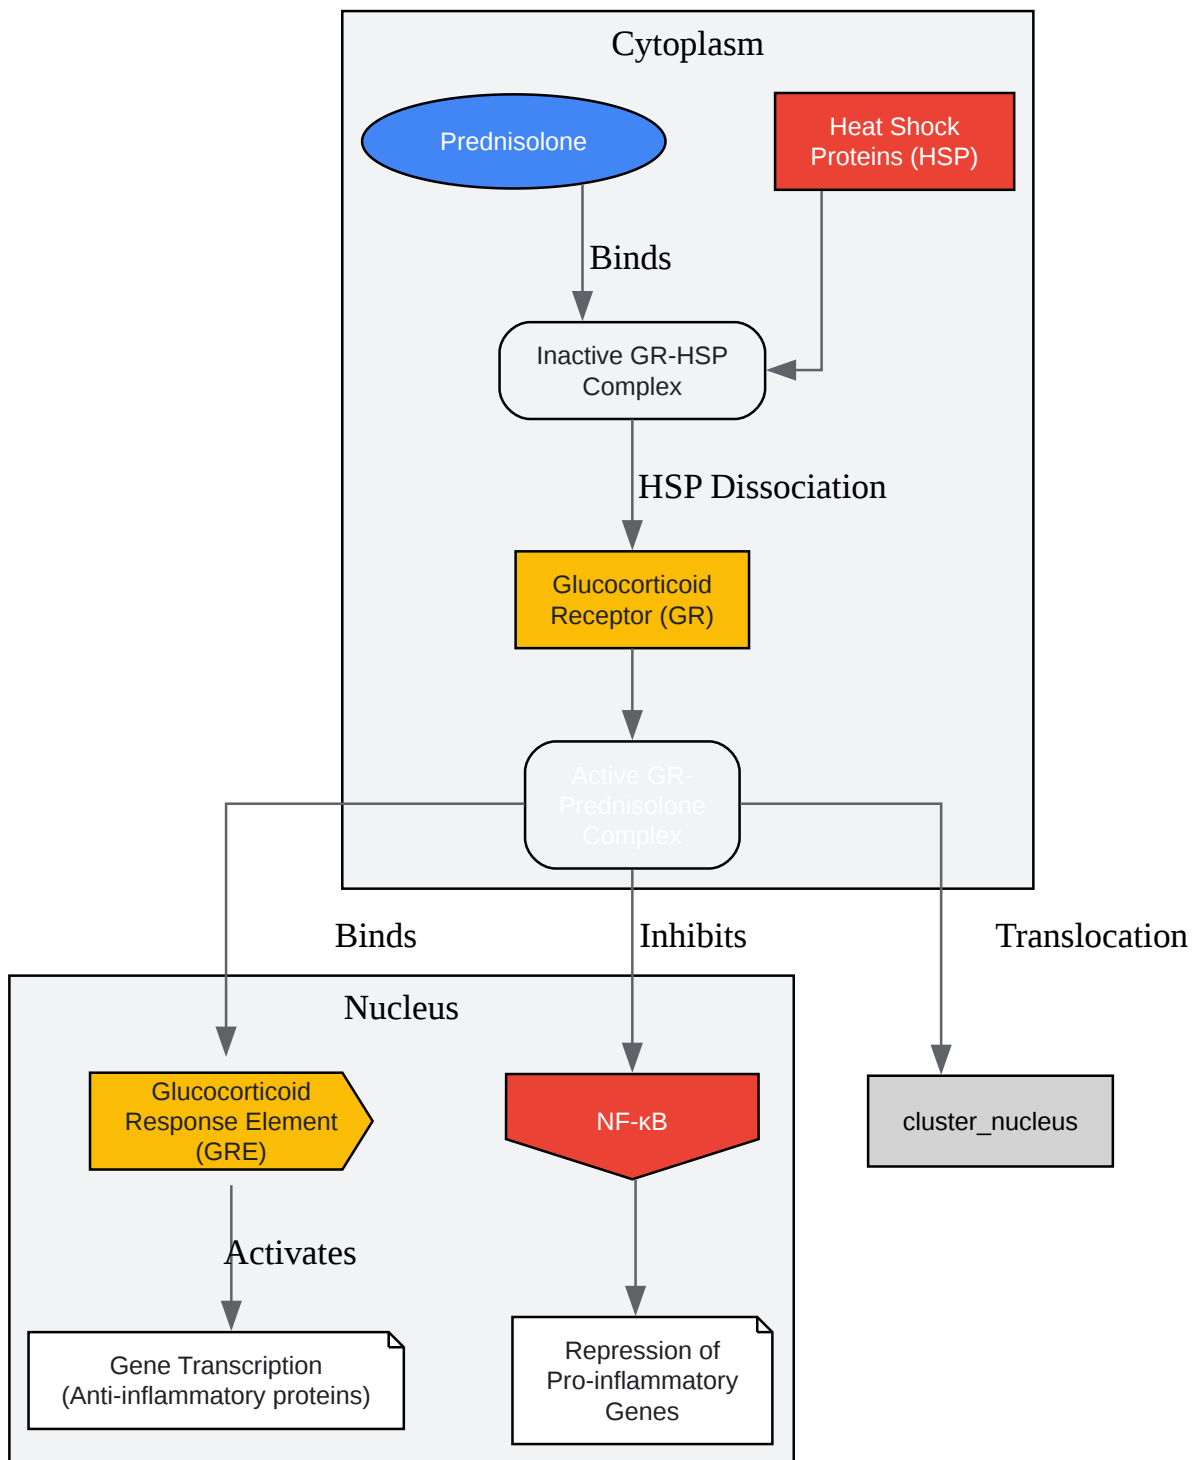 Cytoplasm
Prednisolone
Heat Shock
Proteins (HSP)
Binds
Inactive GR-HSP
Complex
HSP Dissociation
Glucocorticoid
Receptor (GR)
Active GR-
Prednisolone
Complex
Binds
Inhibits
Translocation
Nucleus
Glucocorticoid
Response Element
(GRE)
NF-κB
cluster_nucleus
Activates
Gene Transcription
(Anti-inflammatory proteins)
Repression of
Pro-inflammatory
Genes